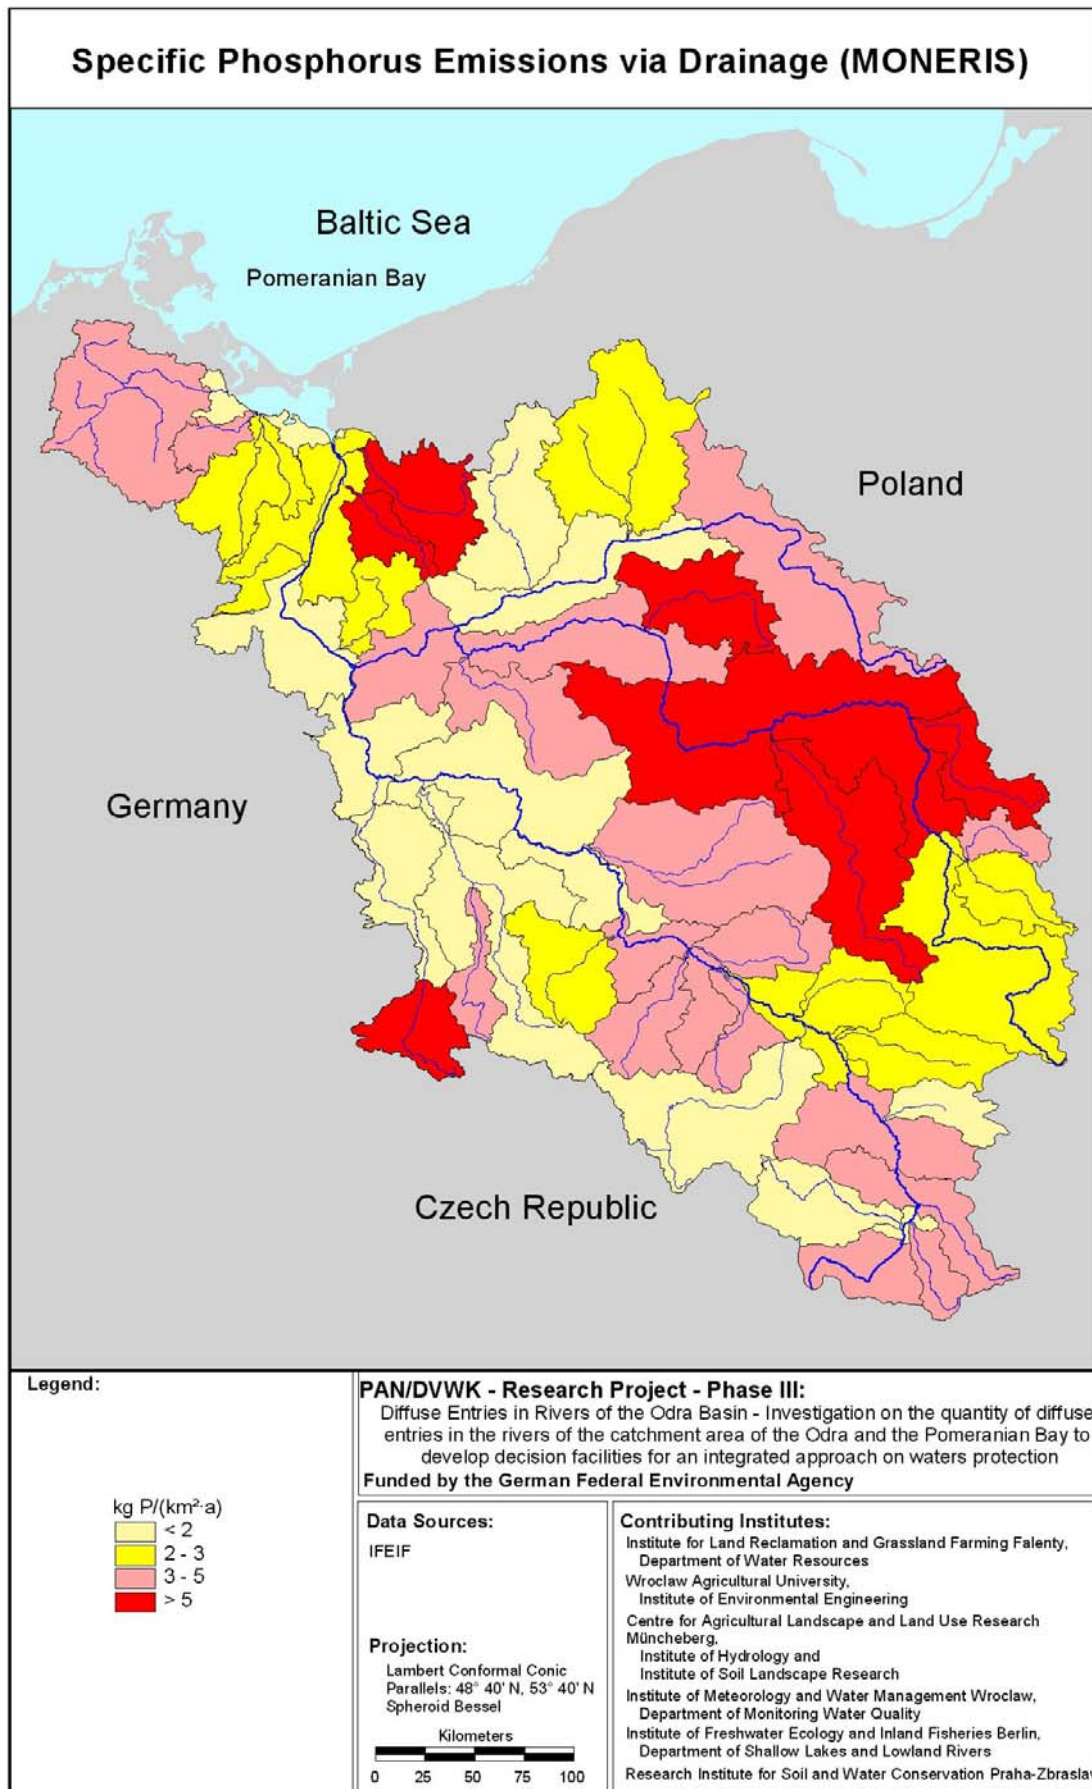 Specific Phosphorus Emissions via Drainage (MONERIS)
Baltic Sea
Pomeranian Bay
Poland
Germany
Czech Republic
Legend:
kg P/(km²·a)
< 2
2 - 3
3 - 5
> 5
PAN/DVWK - Research Project - Phase III:
Diffuse Entries in Rivers of the Odra Basin - Investigation on the quantity of diffuse
entries in the rivers of the catchment area of the Odra and the Pomeranian Bay to
develop decision facilities for an integrated approach on waters protection
Funded by the German Federal Environmental Agency
Data Sources:
IFEIF
Projection:
Lambert Conformal Conic
Parallels: 48° 40' N, 53° 40' N
Spheroid Bessel
Kilometers
0 25 50 75 100
Contributing Institutes:
Institute for Land Reclamation and Grassland Farming Falenty,
Department of Water Resources
Wroclaw Agricultural University,
Institute of Environmental Engineering
Centre for Agricultural Landscape and Land Use Research
Müncheberg,
Institute of Hydrology and
Institute of Soil Landscape Research
Institute of Meteorology and Water Management Wroclaw,
Department of Monitoring Water Quality
Institute of Freshwater Ecology and Inland Fisheries Berlin,
Department of Shallow Lakes and Lowland Rivers
Research Institute for Soil and Water Conservation Praha-Zbraslav